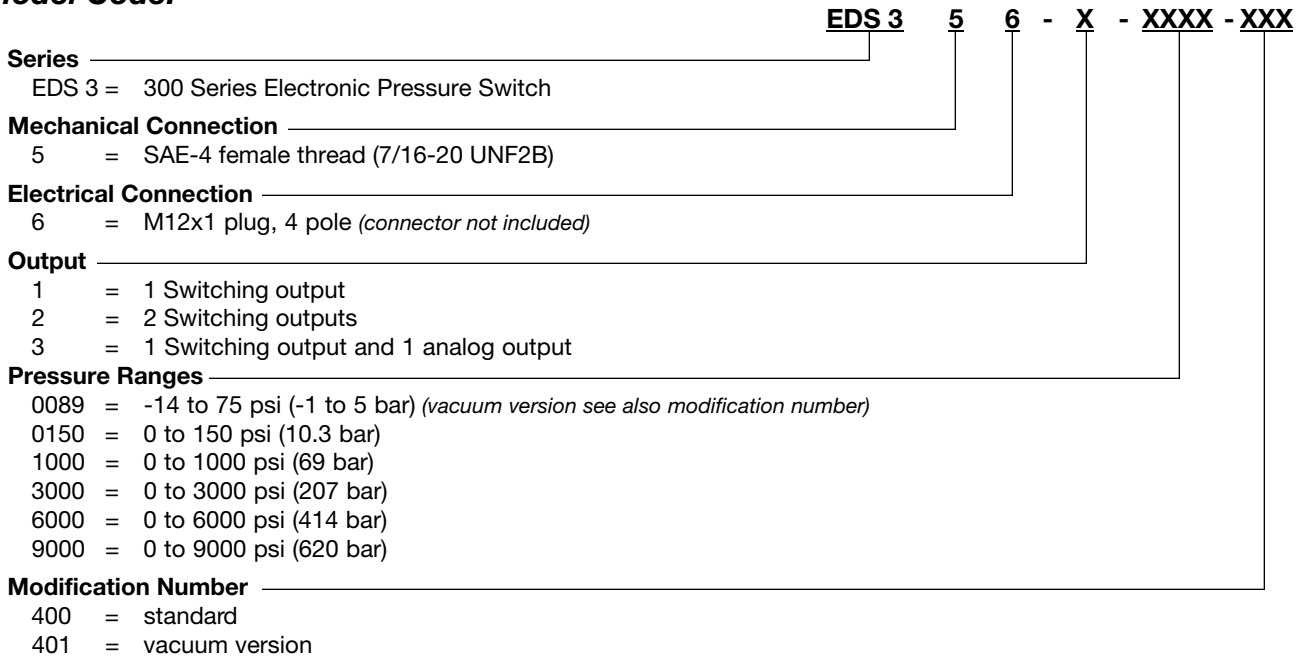 EDS 3 5 6 - X - XXXX - XXX
Series
EDS 3 = 300 Series Electronic Pressure Switch
Mechanical Connection
5 = SAE-4 female thread (7/16-20 UNF2B)
Electrical Connection
6 = M12x1 plug, 4 pole (connector not included)
Output
1 = 1 Switching output
2 = 2 Switching outputs
3 = 1 Switching output and 1 analog output
Pressure Ranges
0089 = -14 to 75 psi (-1 to 5 bar) (vacuum version see also modification number)
0150 = 0 to 150 psi (10.3 bar)
1000 = 0 to 1000 psi (69 bar)
3000 = 0 to 3000 psi (207 bar)
6000 = 0 to 6000 psi (414 bar)
9000 = 0 to 9000 psi (620 bar)
Modification Number
400 = standard
401 = vacuum version